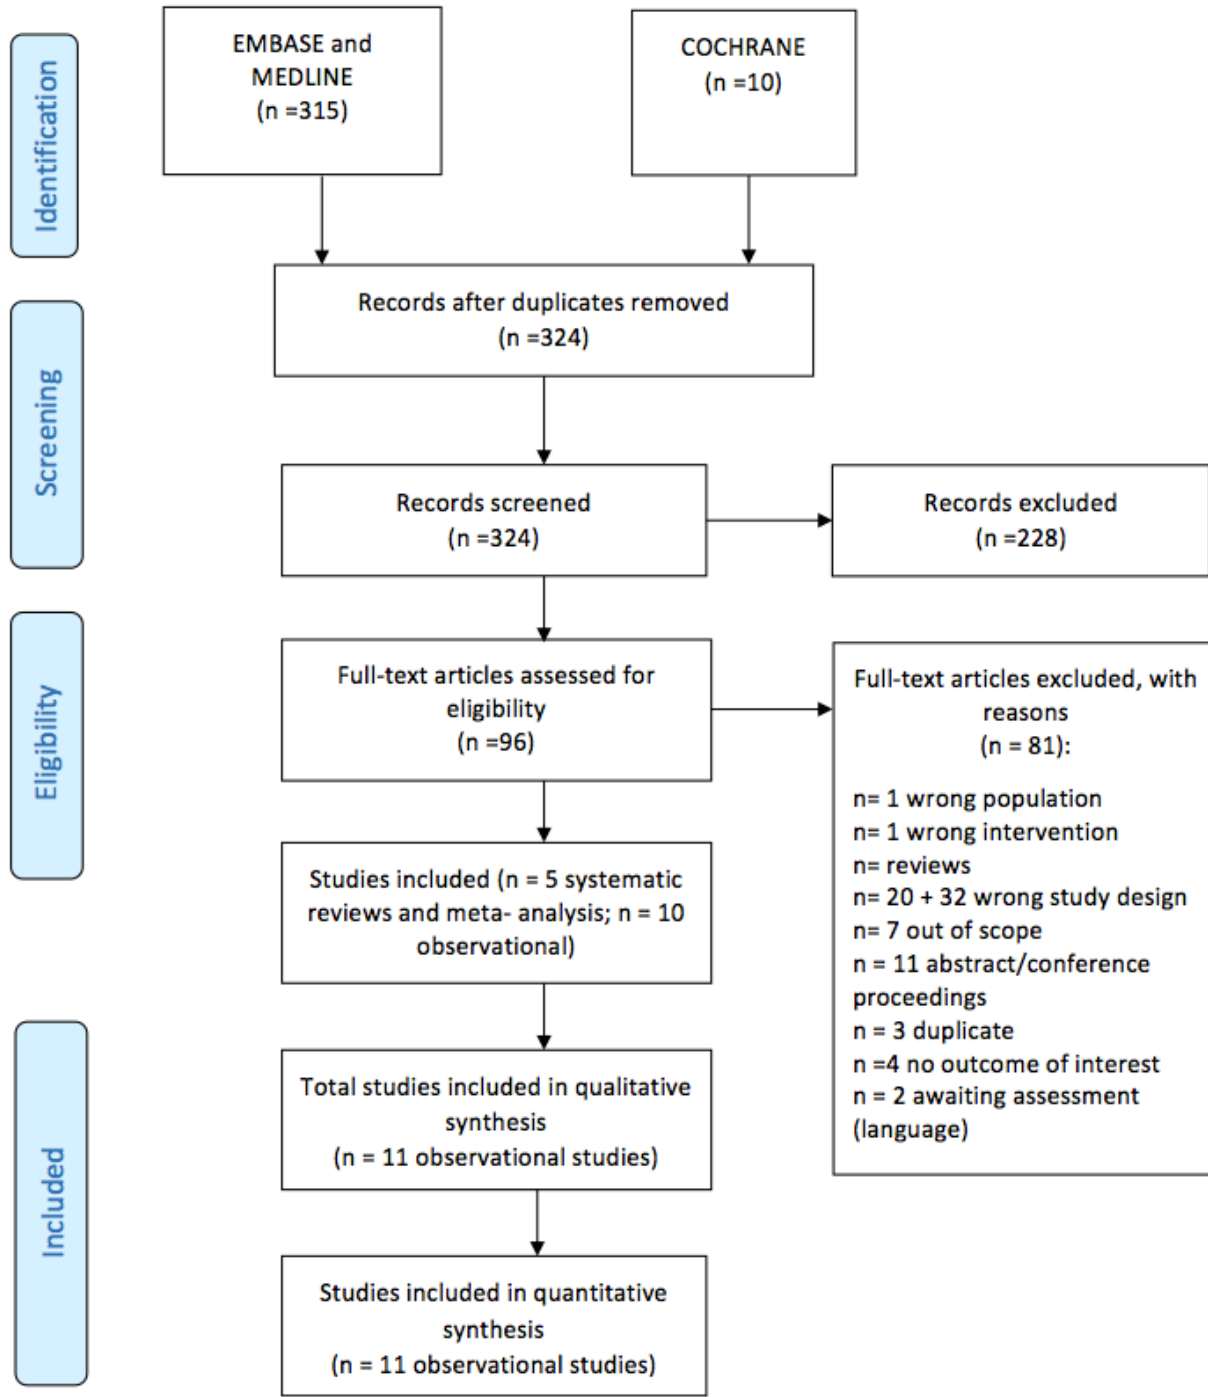 Identification
EMBASE and
MEDLINE
(n =315)
COCHRANE
(n =10)
Records after duplicates removed
(n =324)
Screening
Records screened
(n =324)
Records excluded
(n =228)
Eligibility
Full-text articles assessed for
eligibility
(n =96)
Full-text articles excluded, with
reasons
(n = 81):
n= 1 wrong population
n= 1 wrong intervention
n= reviews
n= 20 + 32 wrong study design
n= 7 out of scope
n = 11 abstract/conference
proceedings
n = 3 duplicate
n =4 no outcome of interest
n = 2 awaiting assessment
(language)
Studies included (n = 5 systematic
reviews and meta- analysis; n = 10
observational)
Included
Total studies included in qualitative
synthesis
(n = 11 observational studies)
Studies included in quantitative
synthesis
(n = 11 observational studies)